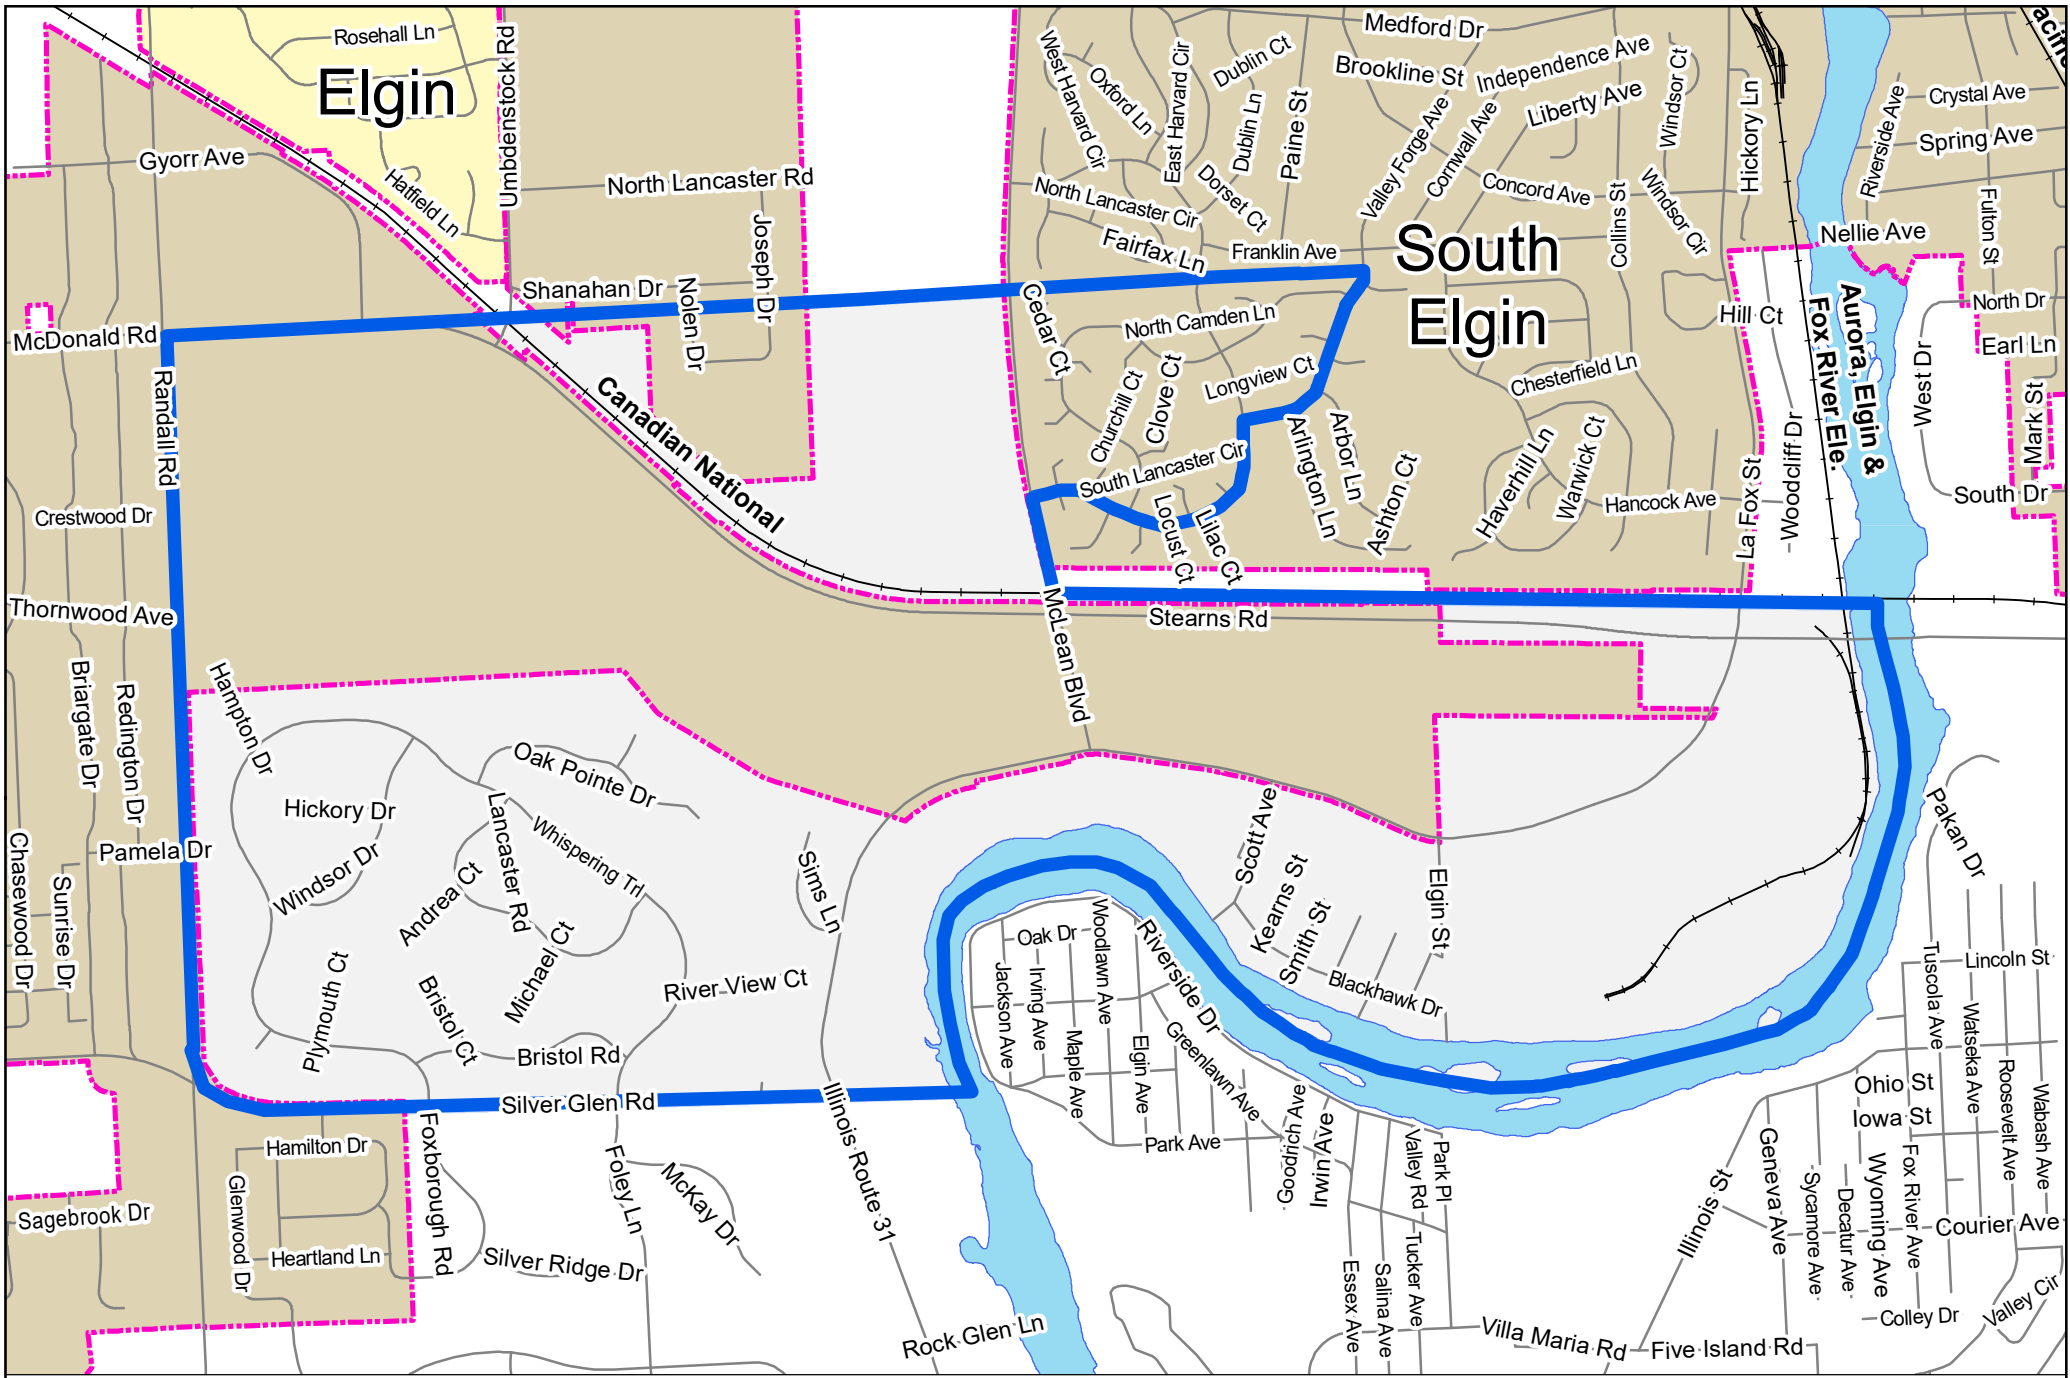 Rosehall Ln
Elgin
Umbdenstock Rd
Gyorr Ave
Hatfield Ln
North Lancaster Rd
Joseph Dr
Shanahan Dr
Nolen Dr
McDonald Rd
Randall Rd
Canadian National
Crestwood Dr
Thornwood Ave
West Harvard Cir
Oxford Ln
East Harvard Cir
Dublin Ct
Dublin Ln
Paine St
Medford Dr
Brookline St
Independence Ave
Valley Forge Ave
Cornwall Ave
Liberty Ave
Windsor Ct
Hickory Ln
Riverside Ave
Crystal Ave
Spring Ave
North Lancaster Cir
Dorset Ct
Concord Ave
Collins St
Windsor Cir
Fulton St
Fairfax Ln
Franklin Ave
South
Elgin
Nellie Ave
Cedar Ct
North Camden Ln
Hill Ct
Aurora, Elgin &
Fox River Ele.
North Dr
Earl Ln
West Dr
Mark St
Longview Ct
Chesterfield Ln
Churchill Ct
Clove Ct
South Lancaster Cir
Arlington Ln
Arbor Ln
Ashton Ct
Haverhill Ln
Warwick Ct
Hancock Ave
La Fox St
Woodcliff Dr
South Dr
Locust Ct
Lilac Ct
McLean Blvd
Stearns Rd
Briargate Dr
Redington Dr
Hampton Dr
Oak Pointe Dr
Hickory Dr
Lancaster Rd
Whispering Trl
Pamela Dr
Chasewood Dr
Sunrise Dr
Windsor Dr
Andrea Ct
Sims Ln
Scott Ave
Kearns St
Smith St
Elgin St
Pakan Dr
Plymouth Ct
Bristol Ct
Michael Ct
River View Ct
Oak Dr
Woodlawn Ave
Riverside Dr
Jackson Ave
Irving Ave
Maple Ave
Elgin Ave
Greenlawn Ave
Blackhawk Dr
Tuscola Ave
Lincoln St
Watseka Ave
Roosevelt Ave
Wabash Ave
Bristol Rd
Silver Glen Rd
Illinois Route 31
Park Ave
Goodrich Ave
Irwin Ave
Valley Rd
Park Pl
Ohio St
Iowa St
Hamilton Dr
Glenwood Dr
Heartland Ln
Sagebrook Dr
Foxborough Rd
Foley Ln
McKay Dr
Silver Ridge Dr
Rock Glen Ln
Essex Ave
Salina Ave
Tucker Ave
Illinois St
Geneva Ave
Sycamore Ave
Decatur Ave
Wyoming Ave
Fox River Ave
Courier Ave
Colley Dr
Valley Cir
Villa Maria Rd
Five Island Rd